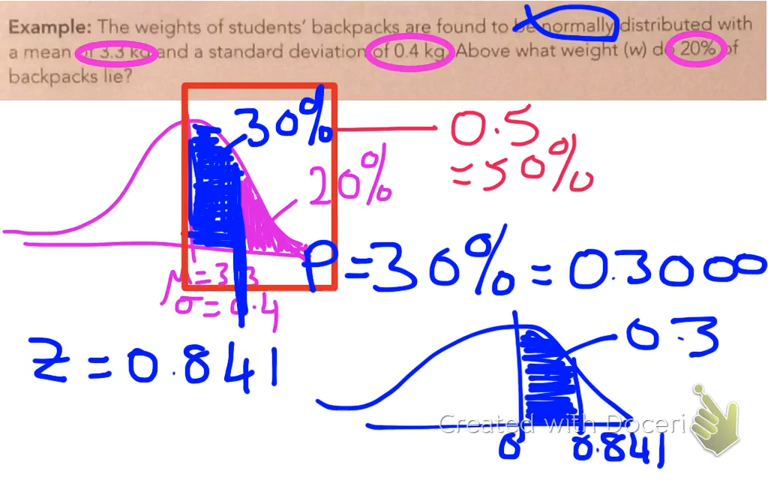 Example: The weights of students' backpacks are found to be normally distributed with
a mean of 3.3 kg and a standard deviation of 0.4 kg. Above what weight (w) do 20% of
backpacks lie?
30%
0.5
= 50%
20%
P = 30% = 0.3000
μ = 3.3
σ = 0.4
Z = 0.841
0.3
Created with Doceri
0 0.841